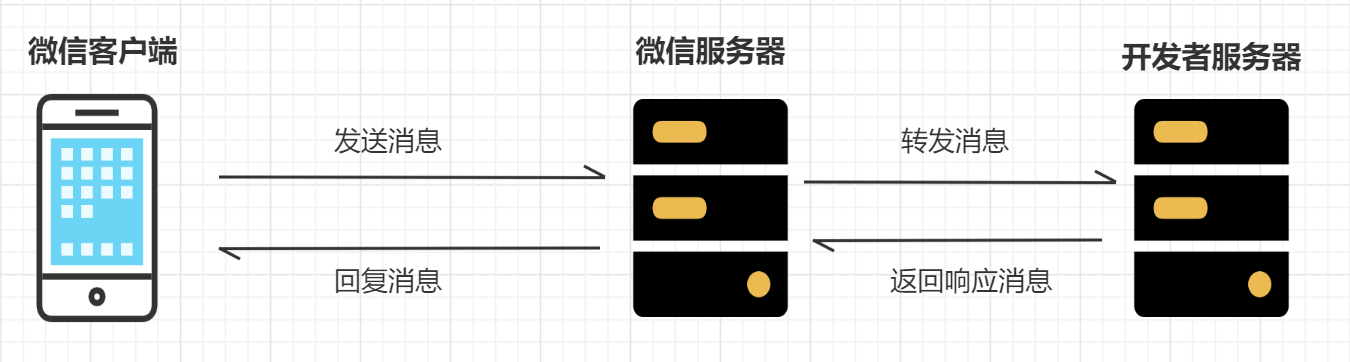 微信客户端
微信服务器
开发者服务器
发送消息
转发消息
回复消息
返回响应消息